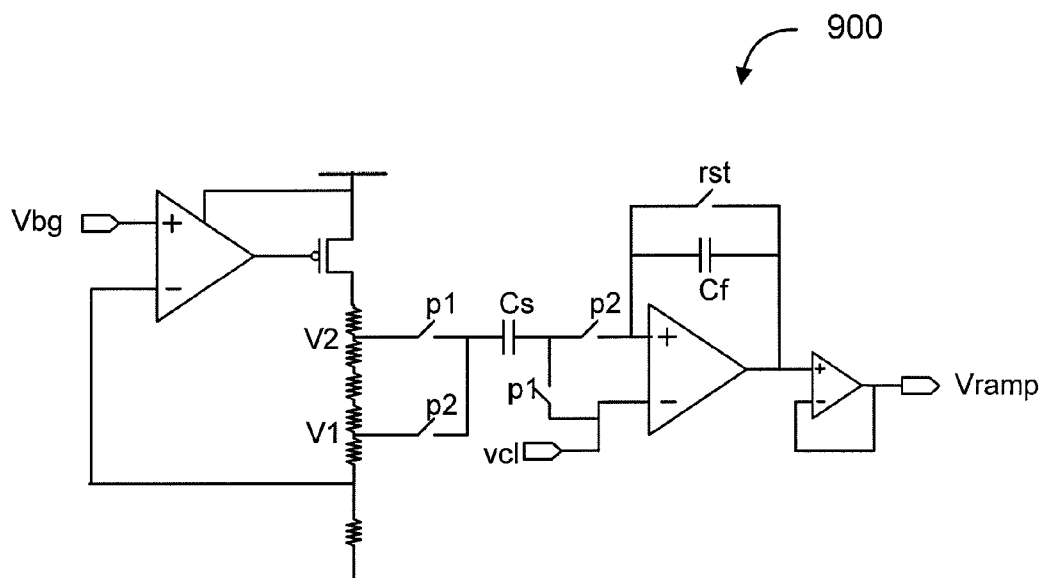 900
rst
Vbg
+
−
Cf
p1
Cs
p2
V2
+
p1
−
+
−
Vramp
p2
V1
vcl